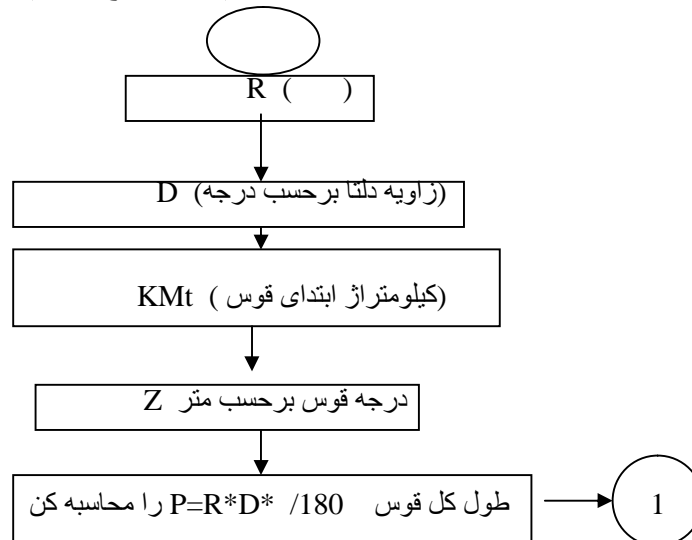 R (      )
D (زاویه دلتا برحسب درجه)
KMt ( کیلومتراژ ابتدای قوس)
درجه قوس برحسب متر Z
طول کل قوس P=R*D* /180 را محاسبه کن
1